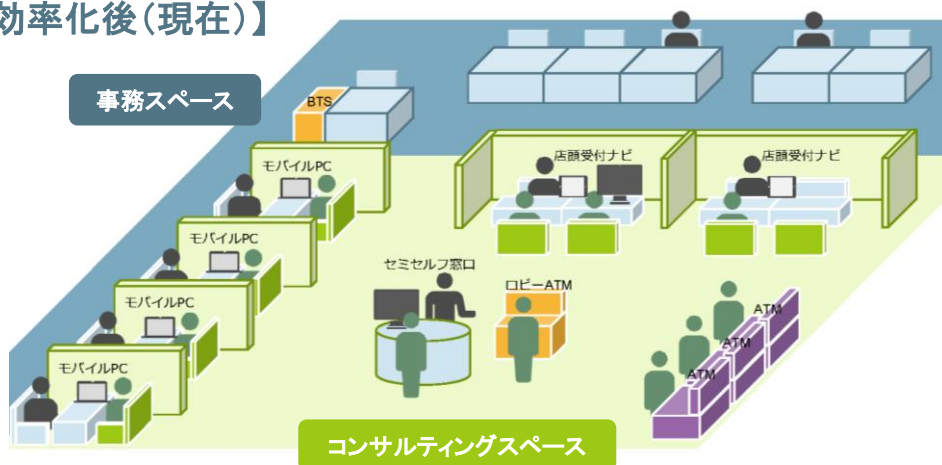 効率化後（現在）】
事務スペース
BTS
モバイルPC
店頭受付ナビ
店頭受付ナビ
モバイルPC
セミセルフ窓口
ロビーATM
モバイルPC
ATM
ATM
モバイルPC
ATM
コンサルティングスペース